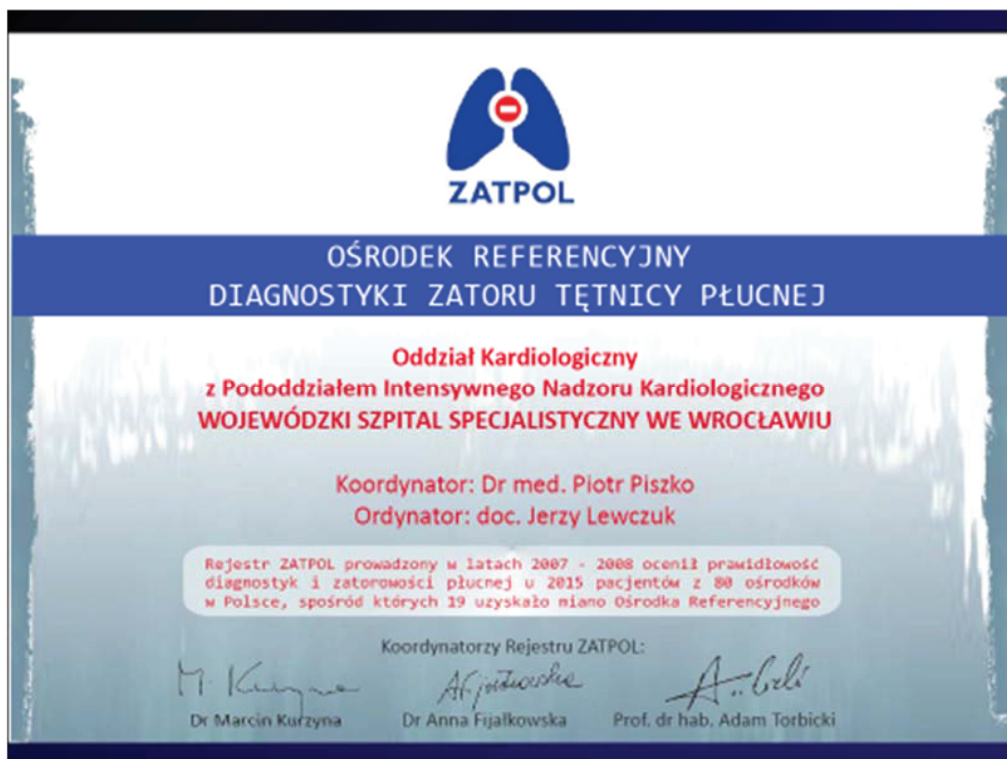 ZATPOL
OŚRODEK REFERENCYJNY
DIAGNOSTYKI ZATORU TĘTNICY PŁUCNEJ
Oddział Kardiologiczny
z Pododdziałem Intensywnego Nadzoru Kardiologicznego
WOJEWÓDZKI SZPITAL SPECJALISTYCZNY WE WROCŁAWIU
Koordynator: Dr med. Piotr Piszko
Ordynator: doc. Jerzy Lewczuk
Rejestr ZATPOL prowadzony w latach 2007 - 2008 ocenił prawidłowość
diagnostyk i zatorowości płucnej u 2015 pacjentów z 80 ośrodków
w Polsce, spośród których 19 uzyskało miano Ośrodka Referencyjnego
Koordynatorzy Rejestru ZATPOL:
M. Kurzyna
Dr Marcin Kurzyna Dr Anna Fijałkowska Prof. dr hab. Adam Torbicki